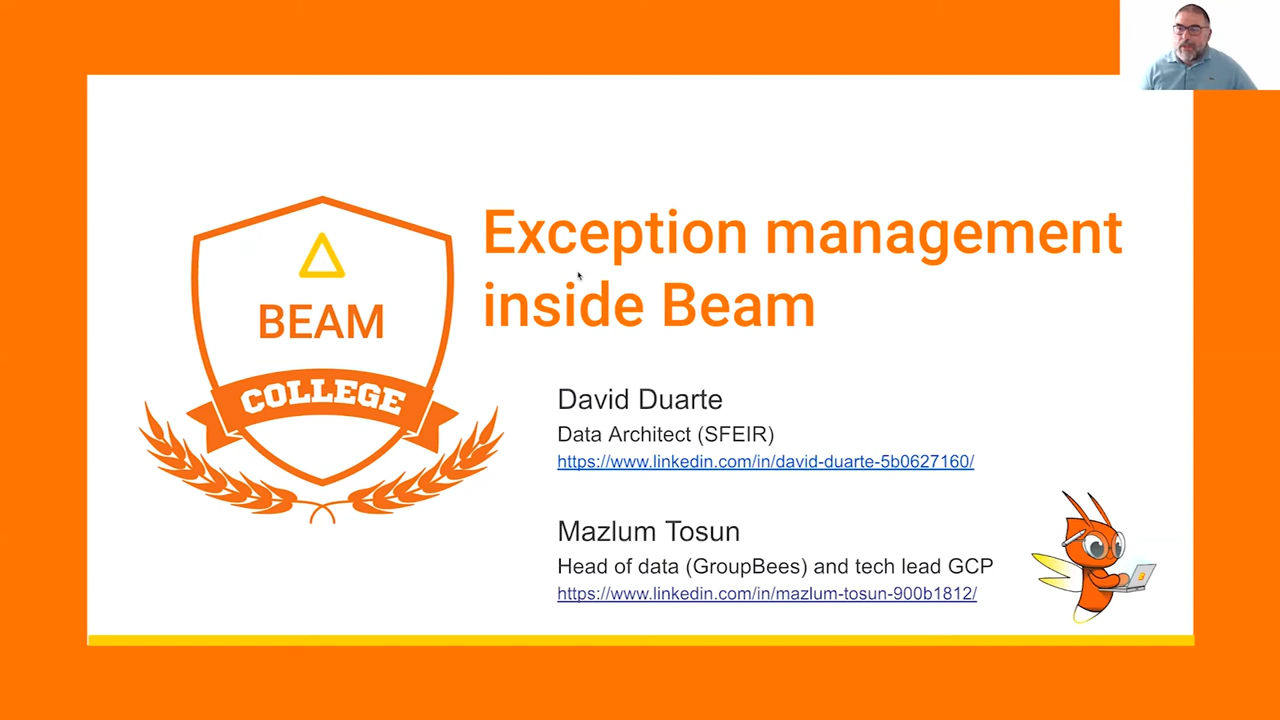 Exception management
inside Beam
BEAM
COLLEGE
David Duarte
Data Architect (SFEIR)
https://www.linkedin.com/in/david-duarte-5b0627160/
Mazlum Tosun
Head of data (GroupBees) and tech lead GCP
https://www.linkedin.com/in/mazlum-tosun-900b1812/